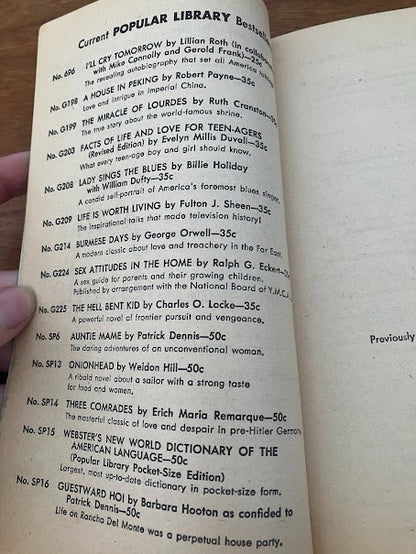 Current POPULAR LIBRARY Bestsell
No. 696 I'LL CRY TOMORROW by Lillian Roth (in collabora
with Mike Connolly and Gerold Frank)—25c
The revealing autobiography that set all America talking.
No. G198 A HOUSE IN PEKING by Robert Payne—35c
Love and intrigue in Imperial China.
No. G199 THE MIRACLE OF LOURDES by Ruth Cranston—35c
The true story about the world-famous shrine.
No. G203 FACTS OF LIFE AND LOVE FOR TEEN-AGERS
(Revised Edition) by Evelyn Millis Duvall—35c
What every teen-age boy and girl should know.
No. G208 LADY SINGS THE BLUES by Billie Holiday
with William Dufty—35c
A candid self-portrait of America's foremost blues singer.
No. G209 LIFE IS WORTH LIVING by Fulton J. Sheen—35c
The inspirational talks that made television history!
No. G214 BURMESE DAYS by George Orwell—35c
A modern classic about love and treachery in the Far East.
No. G224 SEX ATTITUDES IN THE HOME by Ralph G. Eckert—35c
A sex guide for parents and their growing children.
Published by arrangement with the National Board of Y.M.C.A.
No. G225 THE HELL BENT KID by Charles O. Locke—35c
A powerful novel of frontier pursuit and vengeance.
No. SP6 AUNTIE MAME by Patrick Dennis—50c
The daring adventures of an unconventional woman.
No. SP13 ONIONHEAD by Weldon Hill—50c
A ribald novel about a sailor with a strong taste
for food and women.
No. SP14 THREE COMRADES by Erich Maria Remarque—50c
The masterful classic of love and despair in pre-Hitler Germany
No. SP15 WEBSTER'S NEW WORLD DICTIONARY OF THE
AMERICAN LANGUAGE—50c
(Popular Library Pocket-Size Edition)
Largest, most up-to-date dictionary in pocket-size form.
No. SP16 GUESTWARD HO! by Barbara Hooton as confided to
Patrick Dennis—50c
Life on Rancho Del Monte was a perpetual house party.
Previously